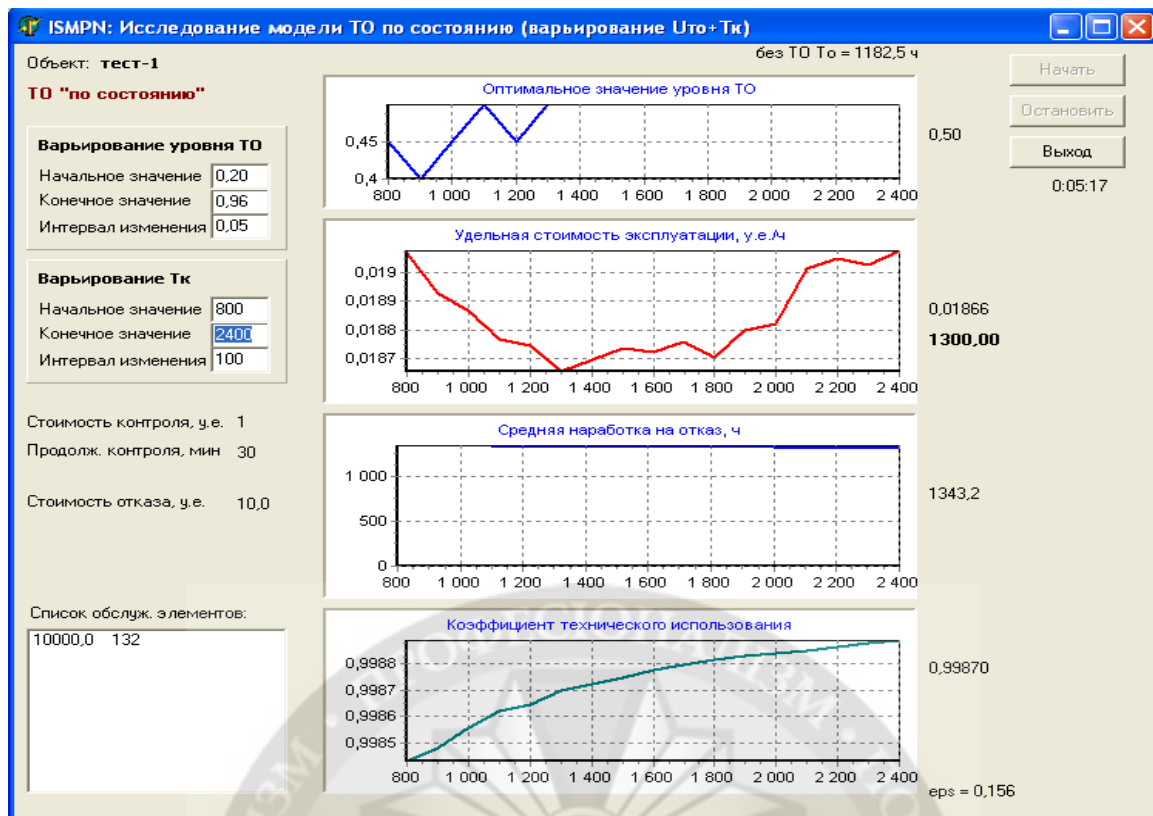 ISMPN: Исследование модели ТО по состоянию (варьирование Uто+Тк)
без ТО То = 1182,5 ч
Объект: тест-1
ТО "по состоянию"
Варьирование уровня ТО
Начальное значение 0,20
Конечное значение 0,96
Интервал изменения 0,05
Варьирование Тк
Начальное значение 800
Конечное значение 2400
Интервал изменения 100
Стоимость контроля, у.е. 1
Продолж. контроля, мин 30
Стоимость отказа, у.е. 10,0
Список обслуж. элементов:
10000,0 132
Оптимальное значение уровня ТО
0,45
0,4
800 1 000 1 200 1 400 1 600 1 800 2 000 2 200 2 400
0,50
Удельная стоимость эксплуатации, у.е./ч
0,019
0,0189
0,0188
0,0187
800 1 000 1 200 1 400 1 600 1 800 2 000 2 200 2 400
0,01866
1300,00
Средняя наработка на отказ, ч
1 000
500
0
800 1 000 1 200 1 400 1 600 1 800 2 000 2 200 2 400
1343,2
Коэффициент технического использования
0,9988
0,9987
0,9986
0,9985
800 1 000 1 200 1 400 1 600 1 800 2 000 2 200 2 400
0,99870
eps = 0,156
Начать
Остановить
Выход
0:05:17
ПРОФЕСІОНАЛІЗМ